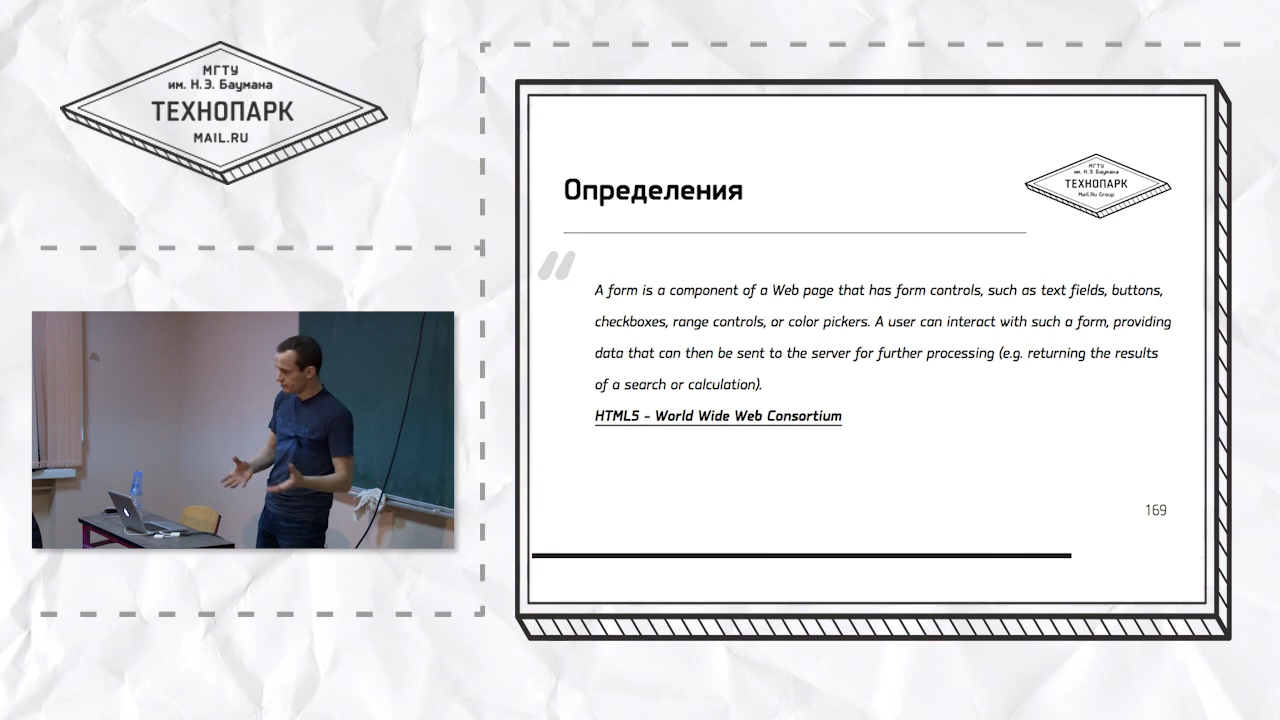 МГТУ
им. Н.Э. Баумана
ТЕХНОПАРК
MAIL.RU
Определения
МГТУ
им. Н.Э. Баумана
ТЕХНОПАРК
Mail.Ru Group
A form is a component of a Web page that has form controls, such as text fields, buttons,
checkboxes, range controls, or color pickers. A user can interact with such a form, providing
data that can then be sent to the server for further processing (e.g. returning the results
of a search or calculation).
HTML5 - World Wide Web Consortium
169